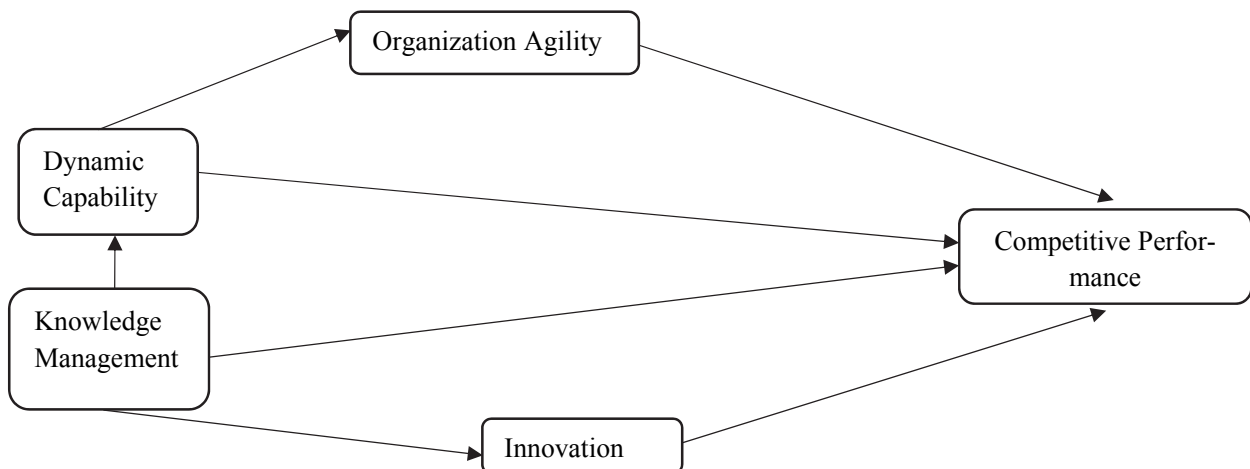 Organization Agility
Dynamic
Capability
Competitive Perfor-
mance
Knowledge
Management
Innovation